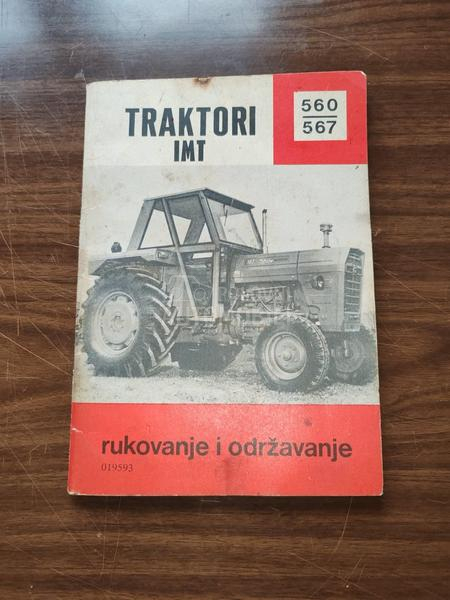 TRAKTORI
IMT
560
567
rukovanje i održavanje
019593